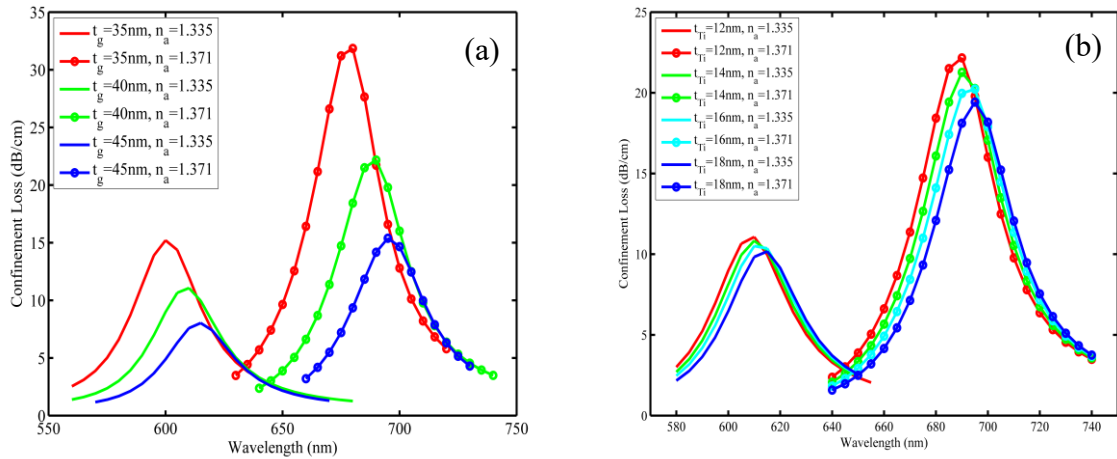 (a)
t_g=35nm, n_a=1.335
t_g=35nm, n_a=1.371
t_g=40nm, n_a=1.335
t_g=40nm, n_a=1.371
t_g=45nm, n_a=1.335
t_g=45nm, n_a=1.371
Confinement Loss (dB/cm)
35
30
25
20
15
10
5
0
550 600 650 700 740
Wavelength (nm)
(b)
t_Ti=12nm, n_a=1.335
t_Ti=12nm, n_a=1.371
t_Ti=14nm, n_a=1.335
t_Ti=14nm, n_a=1.371
t_Ti=16nm, n_a=1.335
t_Ti=16nm, n_a=1.371
t_Ti=18nm, n_a=1.335
t_Ti=18nm, n_a=1.371
Confinement Loss (dB/cm)
25
20
15
10
5
0
580 600 620 640 660 680 700 720 740
Wavelength (nm)